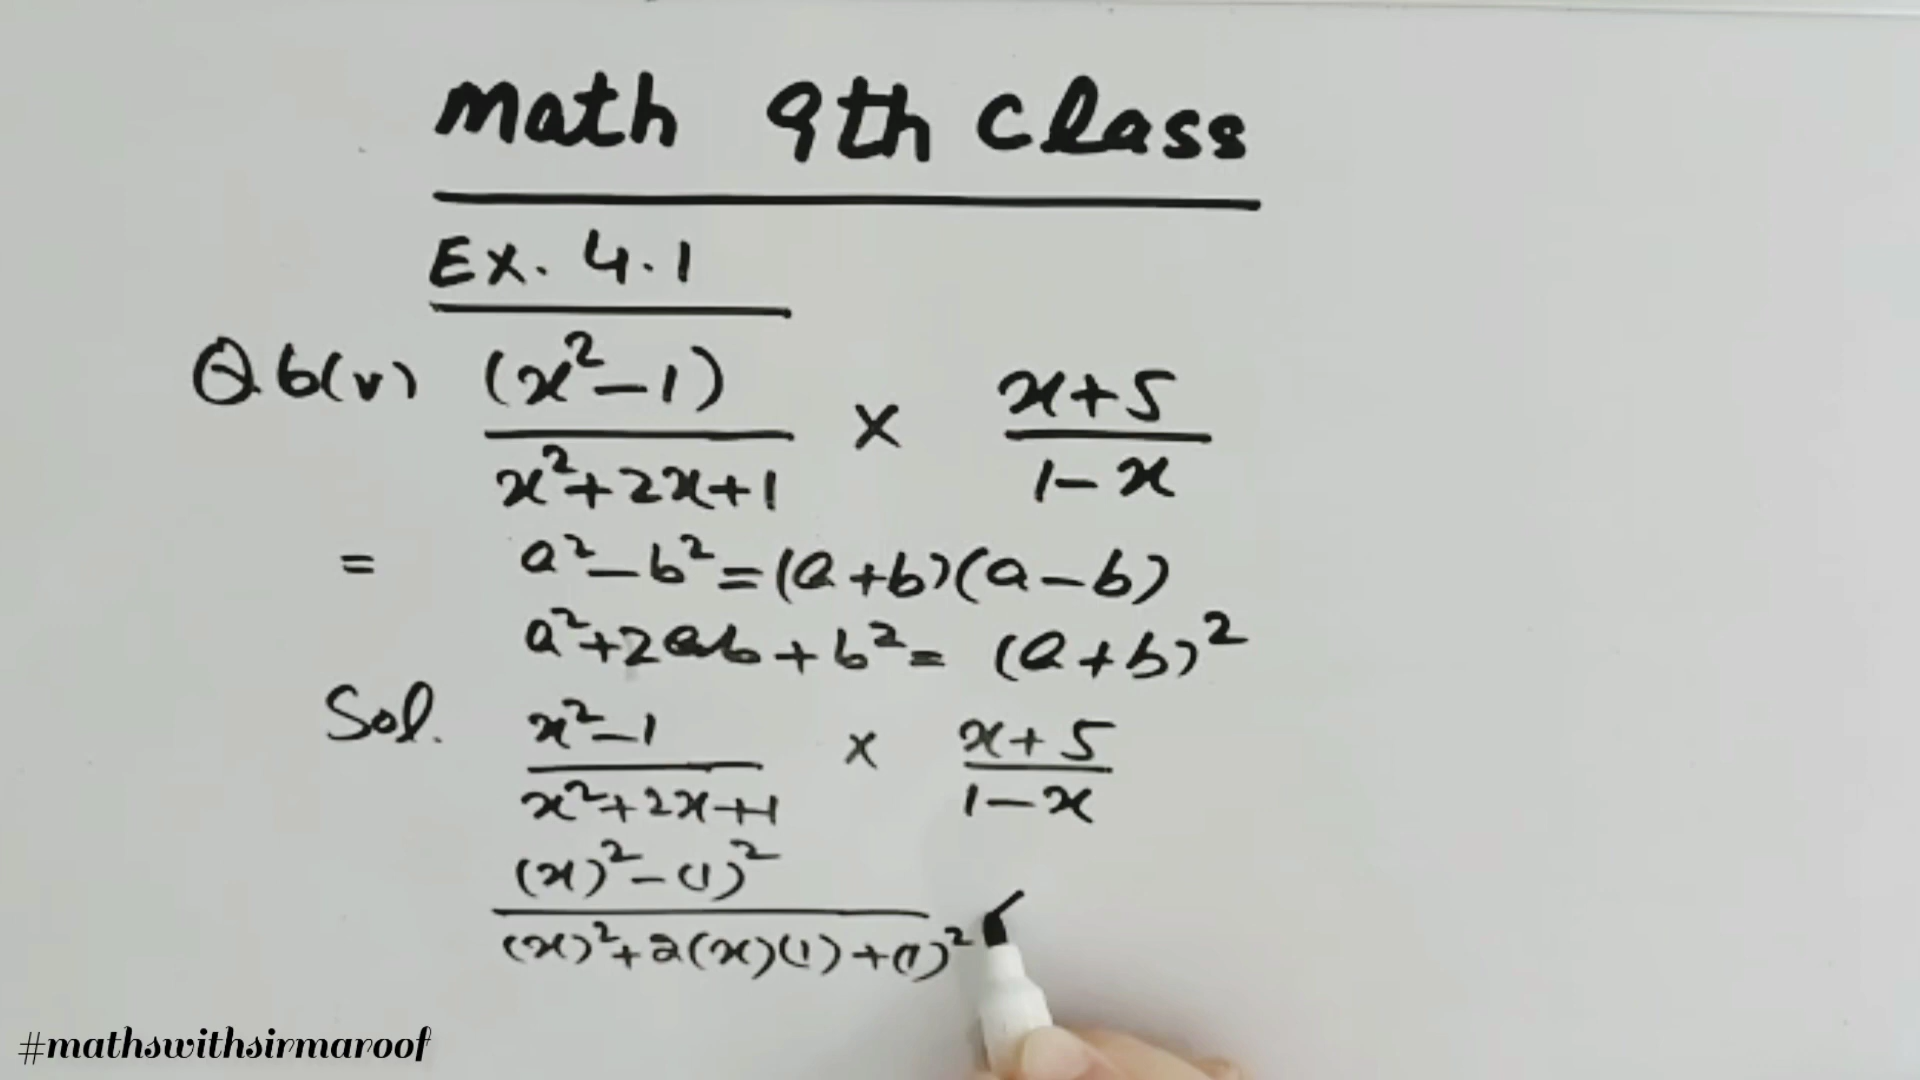 math 9th class
Ex. 4.1
Q6(v) (x²-1)/(x²+2x+1) × (x+5)/(1-x)
= a²-b²=(a+b)(a-b)
a²+2ab+b²=(a+b)²
Sol. (x²-1)/(x²+2x+1) × (x+5)/(1-x)
((x)²-(1)²)/((x)²+2(x)(1)+(1)²)
#mathswithsirmaroof